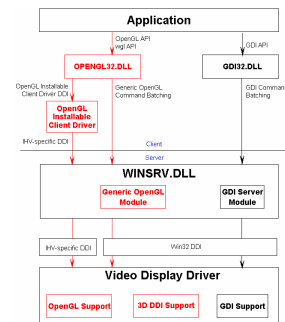 Application
OpenGL API
wgl API
GDI API
OPENGL32.DLL
GDI32.DLL
OpenGL Installable
Client Driver DDI
Generic OpenGL
Command Batching
GDI Command
Batching
OpenGL
Installable
Client Driver
IHV-specific DDI
Client
Server
WINSRV.DLL
Generic OpenGL
Module
GDI Server
Module
IHV-specific DDI
Win32 DDI
Video Display Driver
OpenGL Support
3D DDI Support
GDI Support